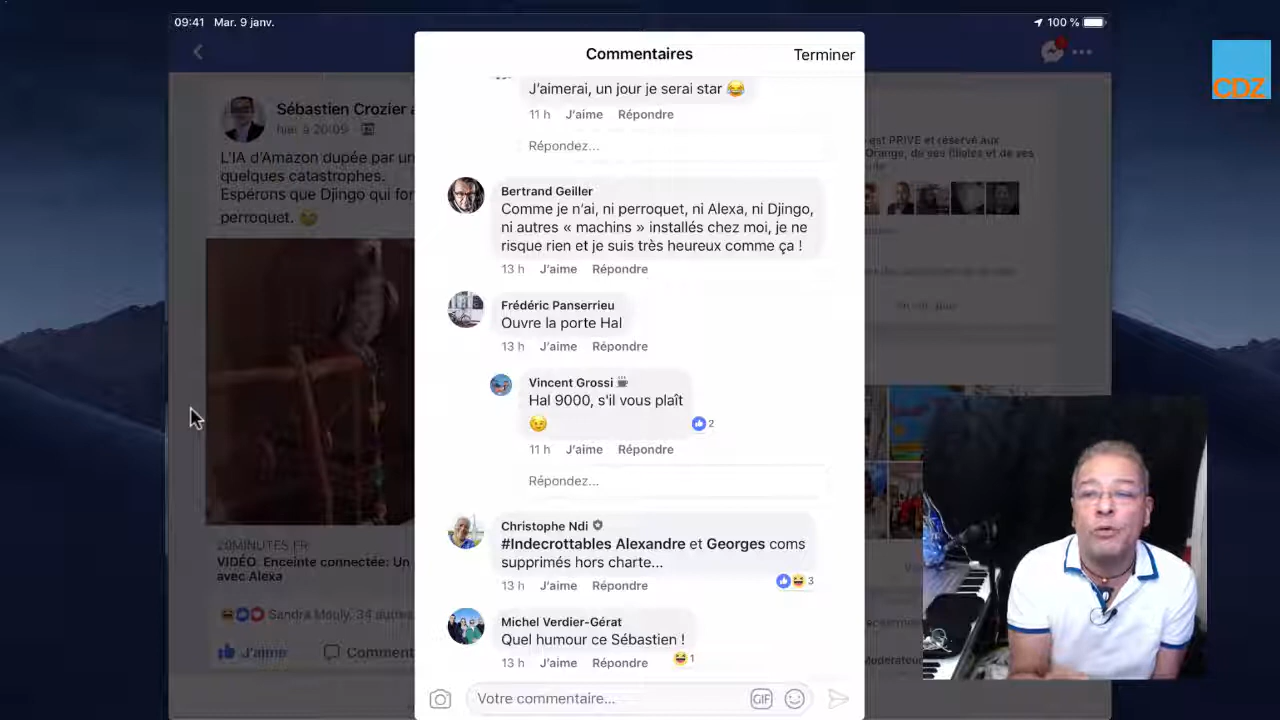 09:41 Mar. 9 janv.
100 %
CDZ
Commentaires
Terminer
Sébastien Crozier a
hier à 20:09
L'IA d'Amazon dupée par un
quelques catastrophes.
Espérons que Djingo qui for
perroquet.
20MINUTES.FR
VIDÉO. Enceinte connectée: Un
avec Alexa
Sandra Mouly, 34 autres
J'aime
Comment
J'aimerai, un jour je serai star 😂
11 h J'aime Répondre
Répondez...
Bertrand Geiller
Comme je n'ai, ni perroquet, ni Alexa, ni Djingo,
ni autres « machins » installés chez moi, je ne
risque rien et je suis très heureux comme ça !
13 h J'aime Répondre
Frédéric Panserrieu
Ouvre la porte Hal
13 h J'aime Répondre
Vincent Grossi
Hal 9000, s'il vous plaît
😉
2
11 h J'aime Répondre
Répondez...
Christophe Ndi
#Indecrottables Alexandre et Georges coms
supprimés hors charte...
3
13 h J'aime Répondre
Michel Verdier-Gérat
Quel humour ce Sébastien !
1
13 h J'aime Répondre
Votre commentaire...
GIF
est PRIVE et réservé aux
Orange, de ses filiales et de ses